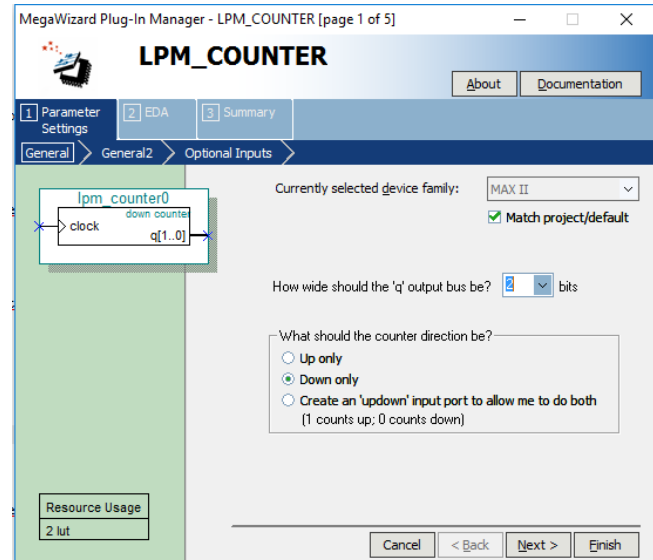 MegaWizard Plug-In Manager - LPM_COUNTER [page 1 of 5]
LPM_COUNTER
About
Documentation
1 Parameter Settings
2 EDA
3 Summary
General
General2
Optional Inputs
lpm_counter0
down counter
clock
q[1..0]
Currently selected device family:
MAX II
Match project/default
How wide should the 'q' output bus be?
2
bits
What should the counter direction be?
Up only
Down only
Create an 'updown' input port to allow me to do both
(1 counts up; 0 counts down)
Resource Usage
2 lut
Cancel
< Back
Next >
Finish